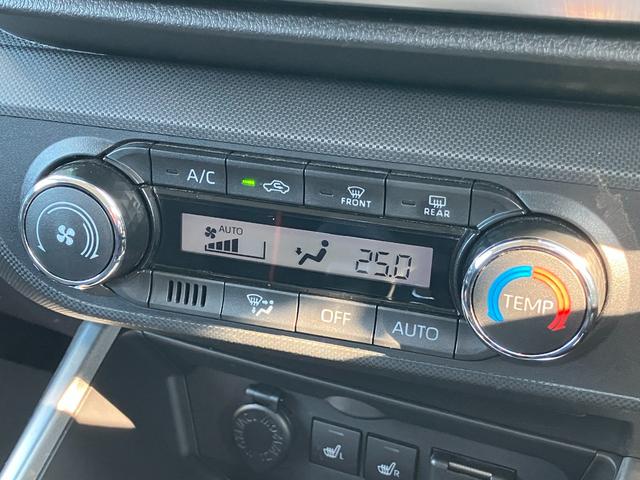 A/C
FRONT
REAR
AUTO
25.0
TEMP
OFF
AUTO
L
R